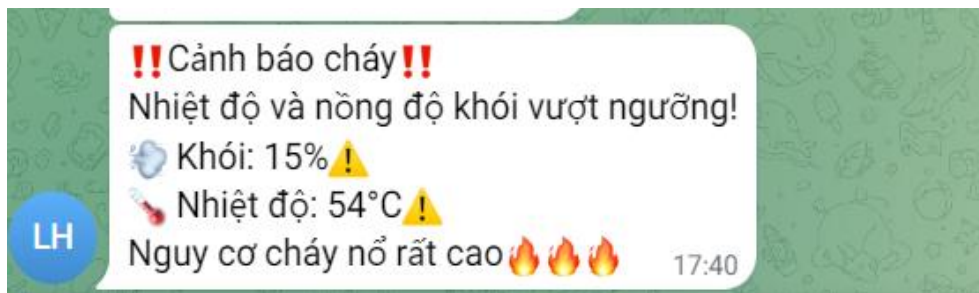 ‼️Cảnh báo cháy‼️
Nhiệt độ và nồng độ khói vượt ngưỡng!
💨 Khói: 15%⚠️
🌡️ Nhiệt độ: 54°C⚠️
LH
Nguy cơ cháy nổ rất cao🔥🔥🔥
17:40